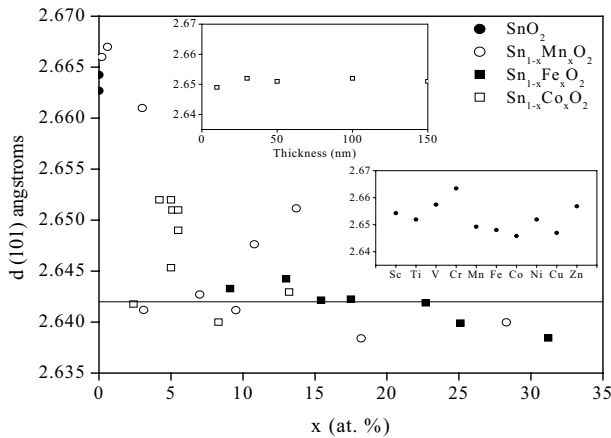 2.670
2.665
2.660
2.655
2.650
2.645
2.640
2.635
d (101) angstroms
0 5 10 15 20 25 30 35
x (at. %)
SnO₂
Sn₁₋ₓMnₓO₂
Sn₁₋ₓFeₓO₂
Sn₁₋ₓCoₓO₂
2.67
2.66
2.65
2.64
0 50 100 150
Thickness (nm)
2.67
2.66
2.65
2.64
Sc Ti V Cr Mn Fe Co Ni Cu Zn